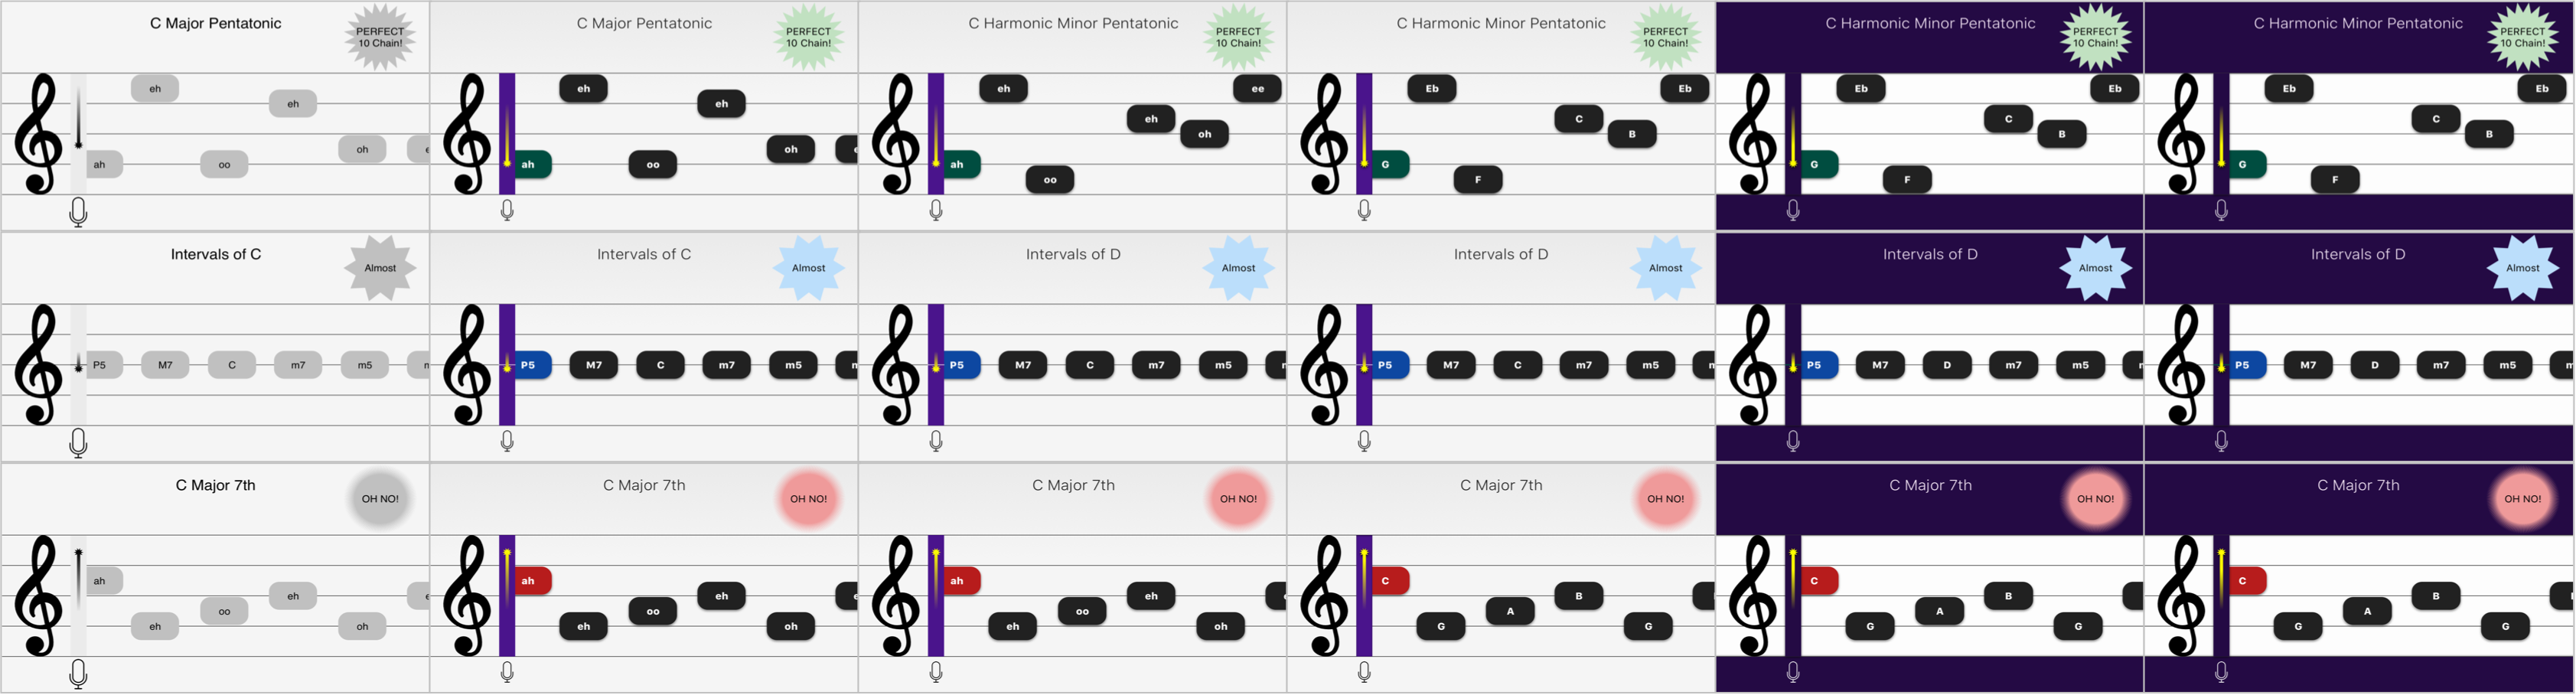 C Major Pentatonic
PERFECT
10 Chain!
eh
eh
oh
ah
oo
C Major Pentatonic
PERFECT
10 Chain!
eh
eh
oh
ah
oo
C Harmonic Minor Pentatonic
PERFECT
10 Chain!
eh
ee
eh
oh
ah
oo
C Harmonic Minor Pentatonic
PERFECT
10 Chain!
Eb
Eb
C
B
G
F
C Harmonic Minor Pentatonic
PERFECT
10 Chain!
Eb
Eb
C
B
G
F
C Harmonic Minor Pentatonic
PERFECT
10 Chain!
Eb
Eb
C
B
G
F
Intervals of C
Almost
P5 M7 C m7 m5
Intervals of C
Almost
P5 M7 C m7 m5
Intervals of D
Almost
P5 M7 C m7 m5
Intervals of D
Almost
P5 M7 C m7 m5
Intervals of D
Almost
P5 M7 D m7 m5
Intervals of D
Almost
P5 M7 D m7 m5
C Major 7th
OH NO!
ah
eh
oo
eh
oh
C Major 7th
OH NO!
ah
eh
oo
eh
oh
C Major 7th
OH NO!
ah
eh
oo
eh
oh
C Major 7th
OH NO!
C
B
A
G
G
C Major 7th
OH NO!
C
B
A
G
G
C Major 7th
OH NO!
C
B
A
G
G